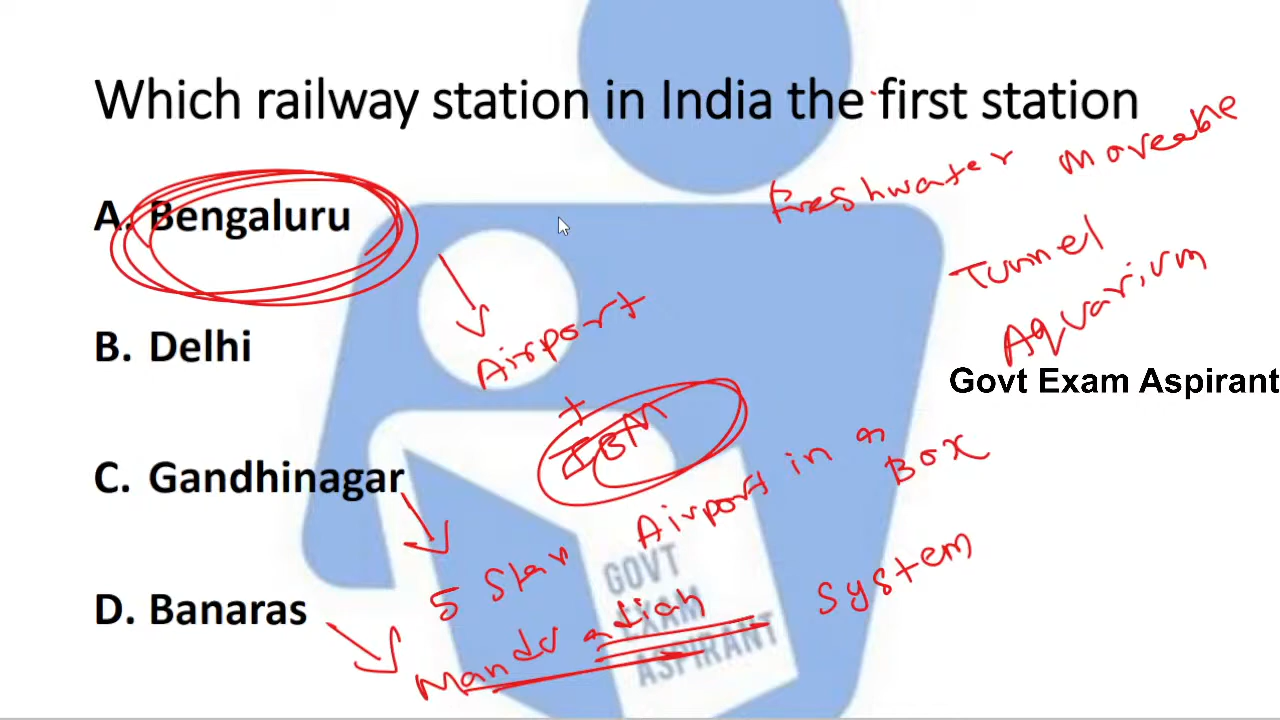 Which railway station in India the first station
Freshwater Moveable
Tunnel
Aquarium
A. Bengaluru
Airport
B. Delhi
Govt Exam Aspirant
+
IBM
Airport in a
Box
System
C. Gandhinagar
5 Star
D. Banaras
GOVT
EXAM
ASPIRANT